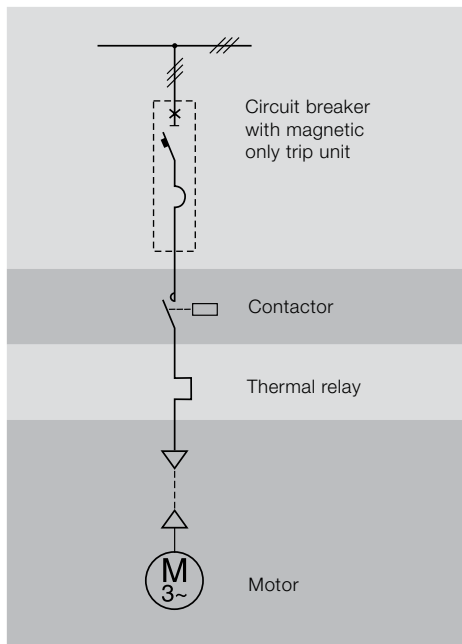 Circuit breaker
with magnetic
only trip unit
Contactor
Thermal relay
M
3~
Motor